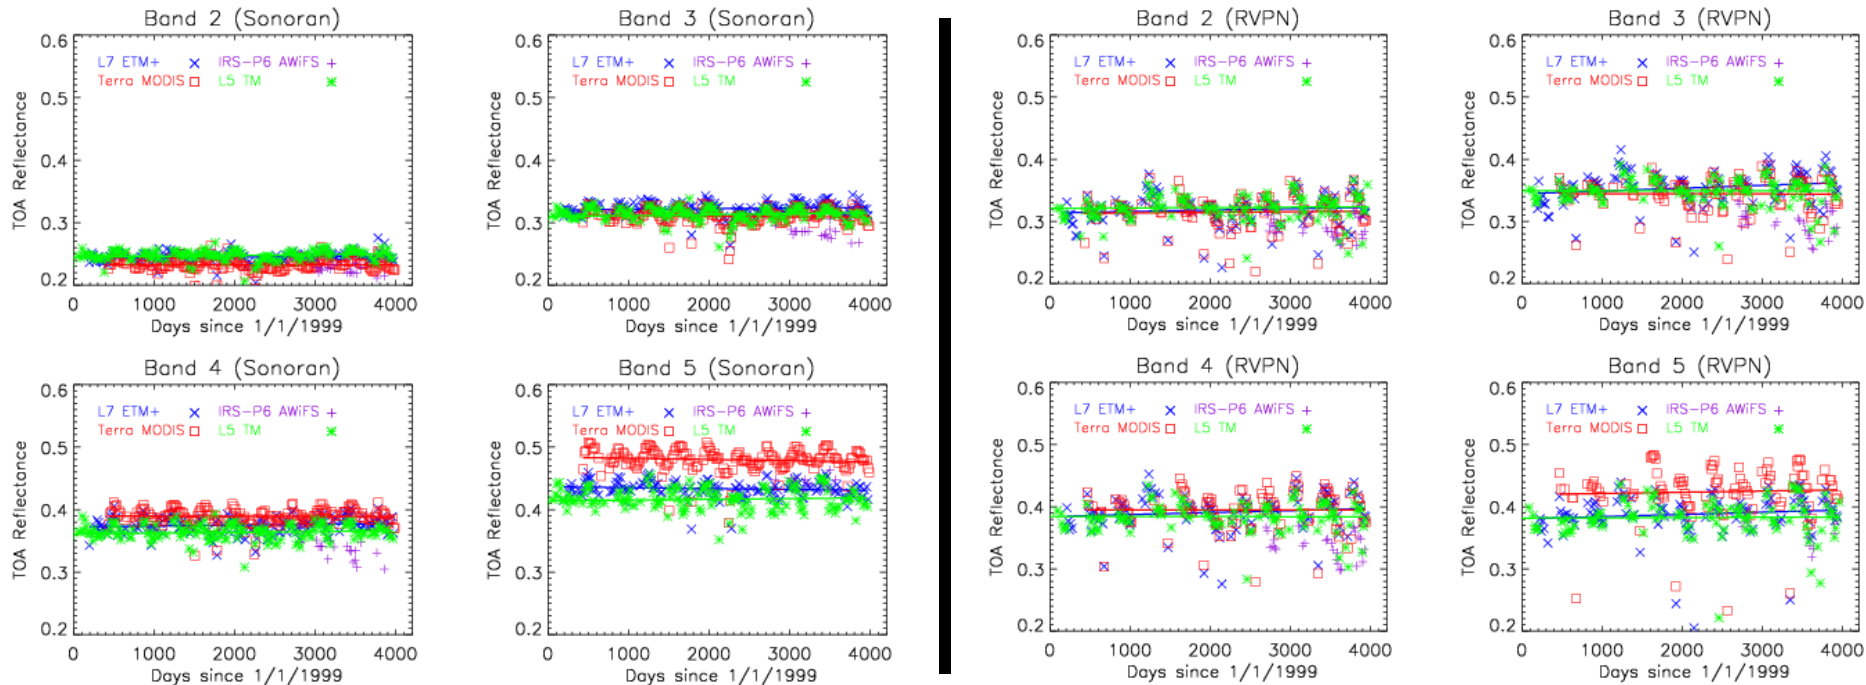 Band 2 (Sonoran)
0.6
0.5
0.4
0.3
0.2
TOA Reflectance
L7 ETM+
IRS-P6 AWiFS
Terra MODIS
L5 TM
0
1000
2000
3000
4000
Days since 1/1/1999
Band 3 (Sonoran)
0.6
0.5
0.4
0.3
0.2
TOA Reflectance
L7 ETM+
IRS-P6 AWiFS
Terra MODIS
L5 TM
0
1000
2000
3000
4000
Days since 1/1/1999
Band 2 (RVPN)
0.6
0.5
0.4
0.3
0.2
TOA Reflectance
L7 ETM+
IRS-P6 AWiFS
Terra MODIS
L5 TM
0
1000
2000
3000
4000
Days since 1/1/1999
Band 3 (RVPN)
0.6
0.5
0.4
0.3
0.2
TOA Reflectance
L7 ETM+
IRS-P6 AWiFS
Terra MODIS
L5 TM
0
1000
2000
3000
4000
Days since 1/1/1999
Band 4 (Sonoran)
0.6
0.5
0.4
0.3
0.2
TOA Reflectance
L7 ETM+
IRS-P6 AWiFS
Terra MODIS
L5 TM
0
1000
2000
3000
4000
Days since 1/1/1999
Band 5 (Sonoran)
0.6
0.5
0.4
0.3
0.2
TOA Reflectance
L7 ETM+
IRS-P6 AWiFS
Terra MODIS
L5 TM
0
1000
2000
3000
4000
Days since 1/1/1999
Band 4 (RVPN)
0.6
0.5
0.4
0.3
0.2
TOA Reflectance
L7 ETM+
IRS-P6 AWiFS
Terra MODIS
L5 TM
0
1000
2000
3000
4000
Days since 1/1/1999
Band 5 (RVPN)
0.6
0.5
0.4
0.3
0.2
TOA Reflectance
L7 ETM+
IRS-P6 AWiFS
Terra MODIS
L5 TM
0
1000
2000
3000
4000
Days since 1/1/1999